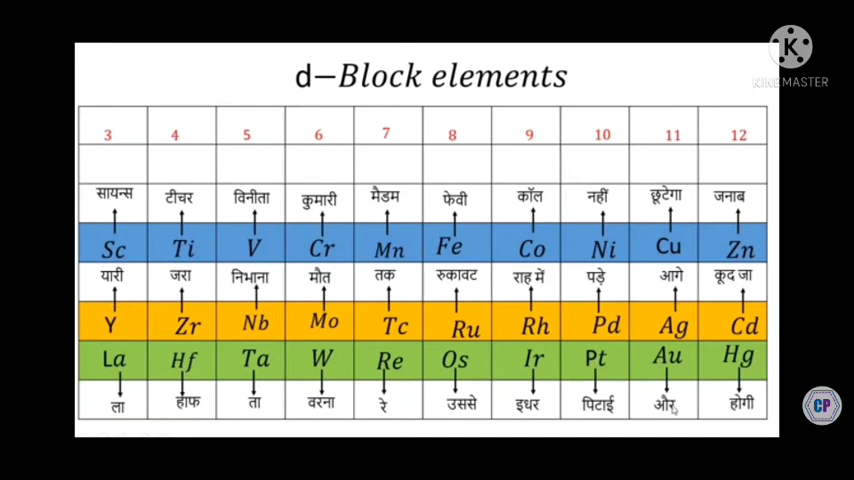 K
KINEMASTER
d–Block elements
3 4 5 6 7 8 9 10 11 12
सायन्स टीचर विनीता कुमारी मैडम फेवी कॉल नहीं छूटेगा जनाब
Sc Ti V Cr Mn Fe Co Ni Cu Zn
यारी जरा निभाना मौत तक रुकावट राह में पड़े आगे कूद जा
Y Zr Nb Mo Tc Ru Rh Pd Ag Cd
La Hf Ta W Re Os Ir Pt Au Hg
ला हाफ ता वरना रे उससे इधर पिटाई और होगी
CP